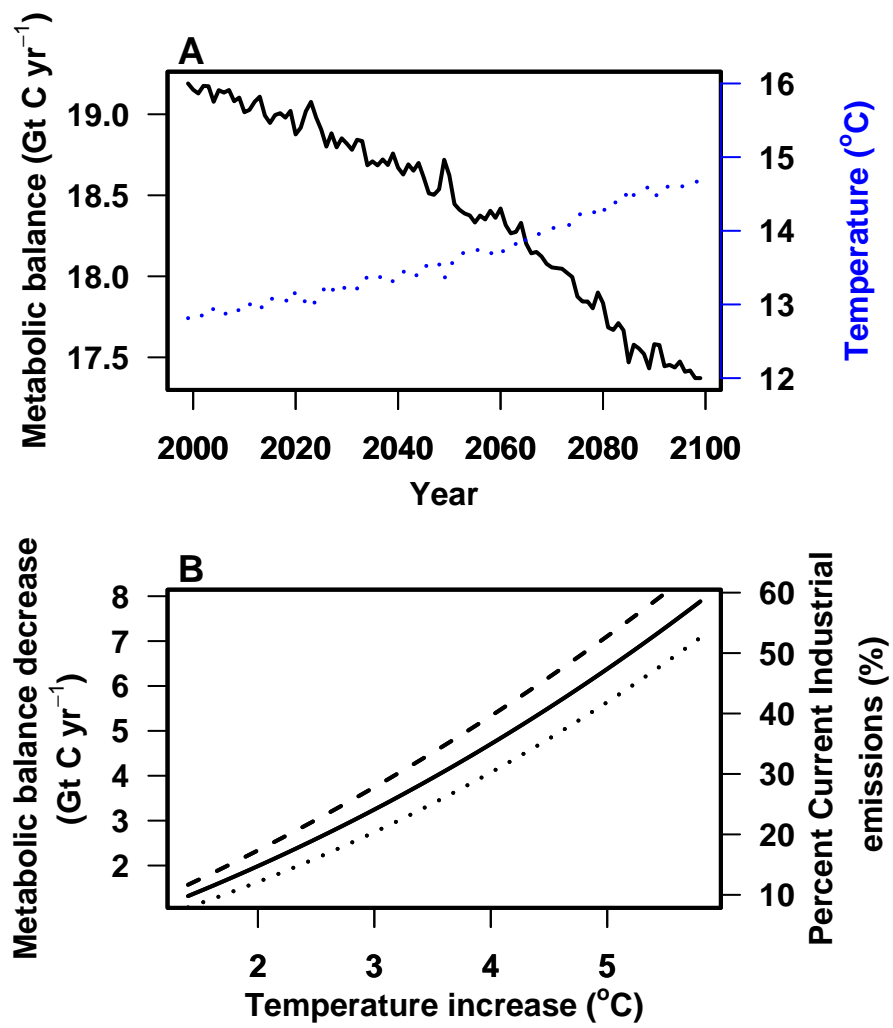 A
Metabolic balance (Gt C yr−1)
19.0
18.5
18.0
17.5
16
15
14
13
12
Temperature (oC)
2000 2020 2040 2060 2080 2100
Year
B
Metabolic balance decrease
(Gt C yr−1)
8
7
6
5
4
3
2
60
50
40
30
20
10
Percent Current Industrial
emissions (%)
2 3 4 5
Temperature increase (oC)